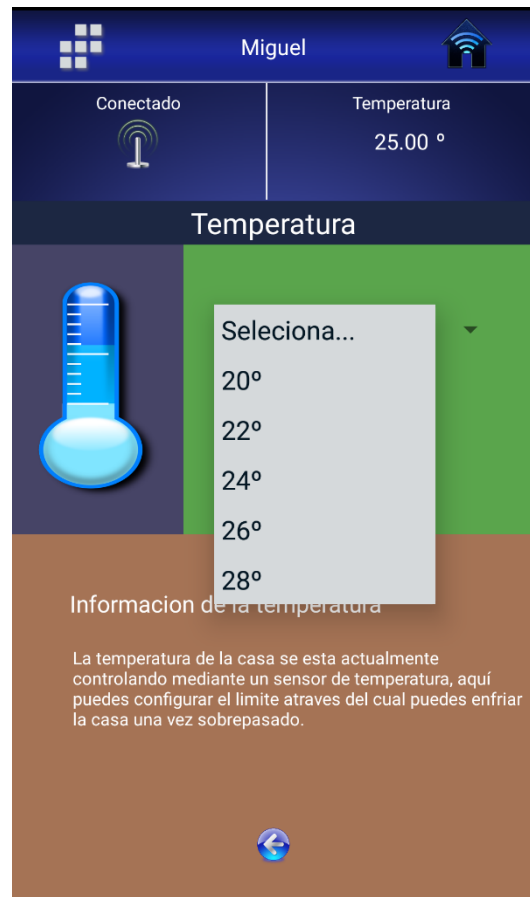 Miguel
Conectado
Temperatura
25.00 º
Temperatura
Seleciona...
20º
22º
24º
26º
28º
Informacion de la temperatura
La temperatura de la casa se esta actualmente
controlando mediante un sensor de temperatura, aquí
puedes configurar el limite atraves del cual puedes enfriar
la casa una vez sobrepasado.